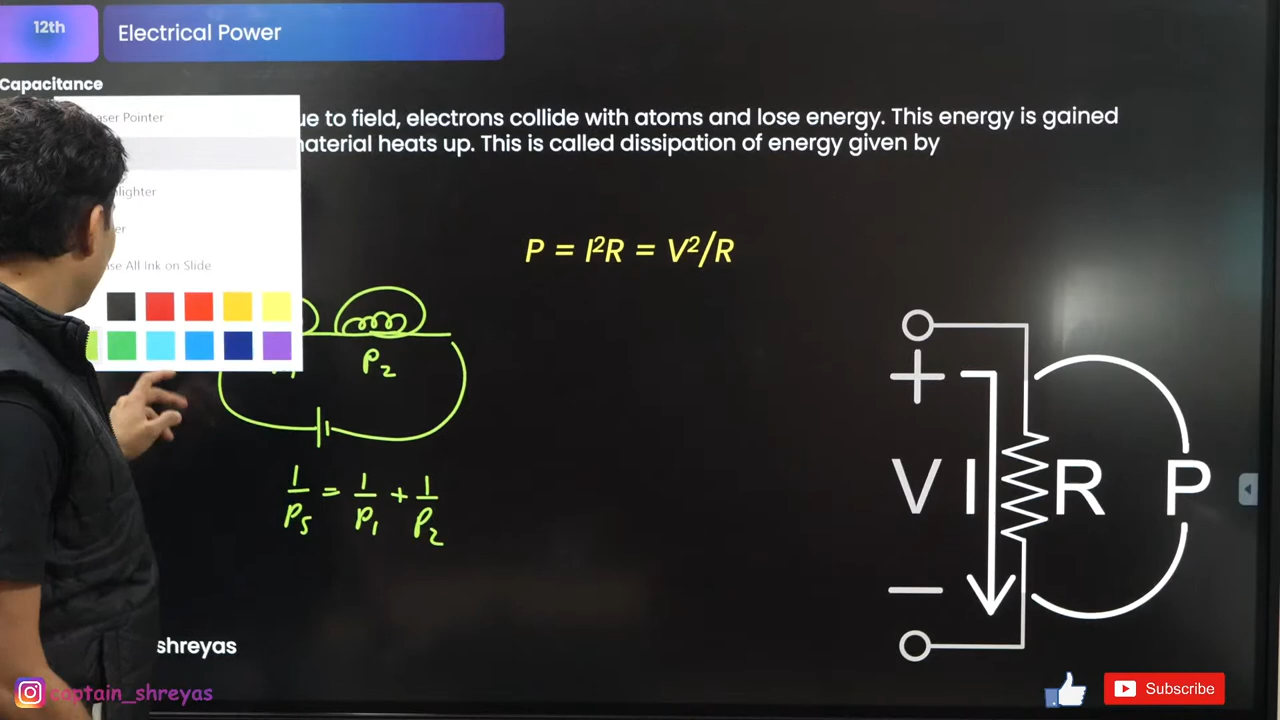 12th
Electrical Power
Capacitance
ue to field, electrons collide with atoms and lose energy. This energy is gained
material heats up. This is called dissipation of energy given by
aser Pointer
lighter
er
se All Ink on Slide
P = I²R = V²/R
P2
1/Ps = 1/P1 + 1/P2
+
V I R P
−
shreyas
captain_shreyas
Subscribe